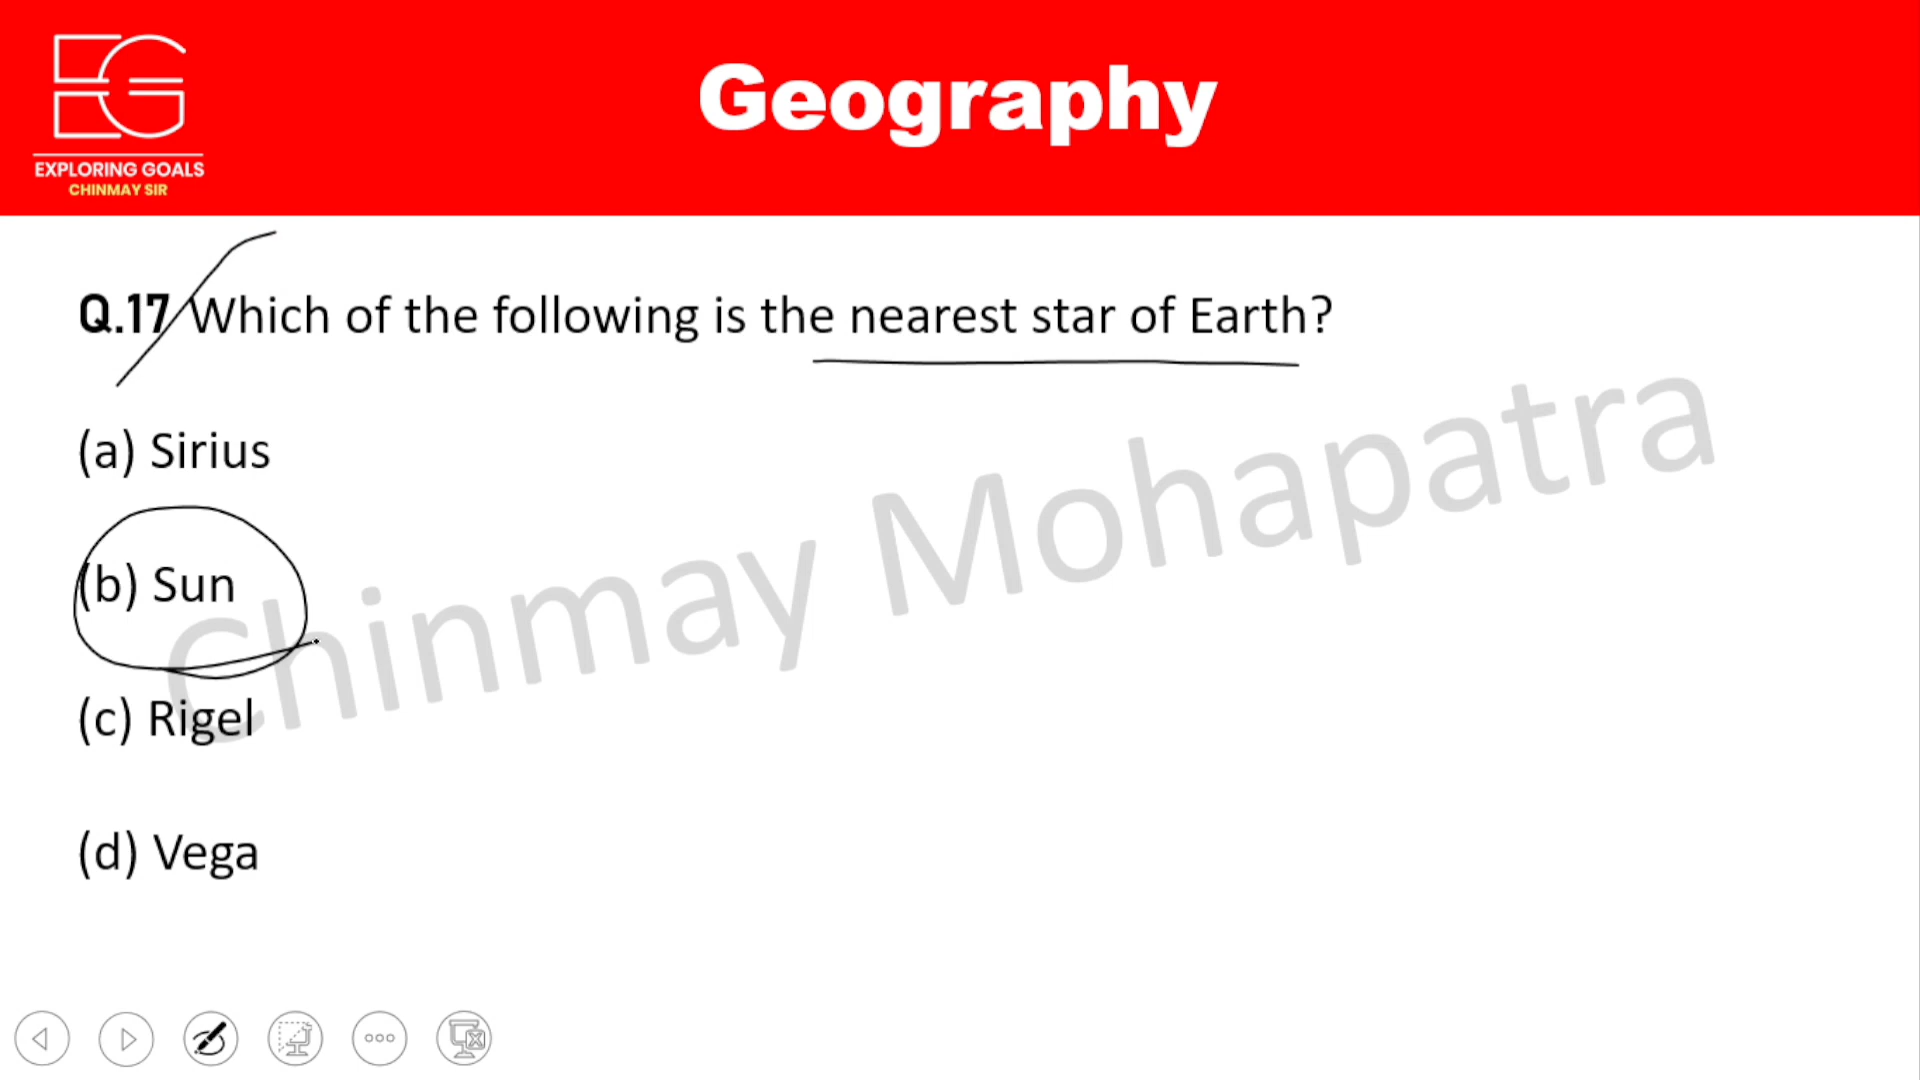 EG
EXPLORING GOALS
CHINMAY SIR
Geography
Q.17 Which of the following is the nearest star of Earth?
(a) Sirius
(b) Sun
(c) Rigel
(d) Vega
Chinmay Mohapatra